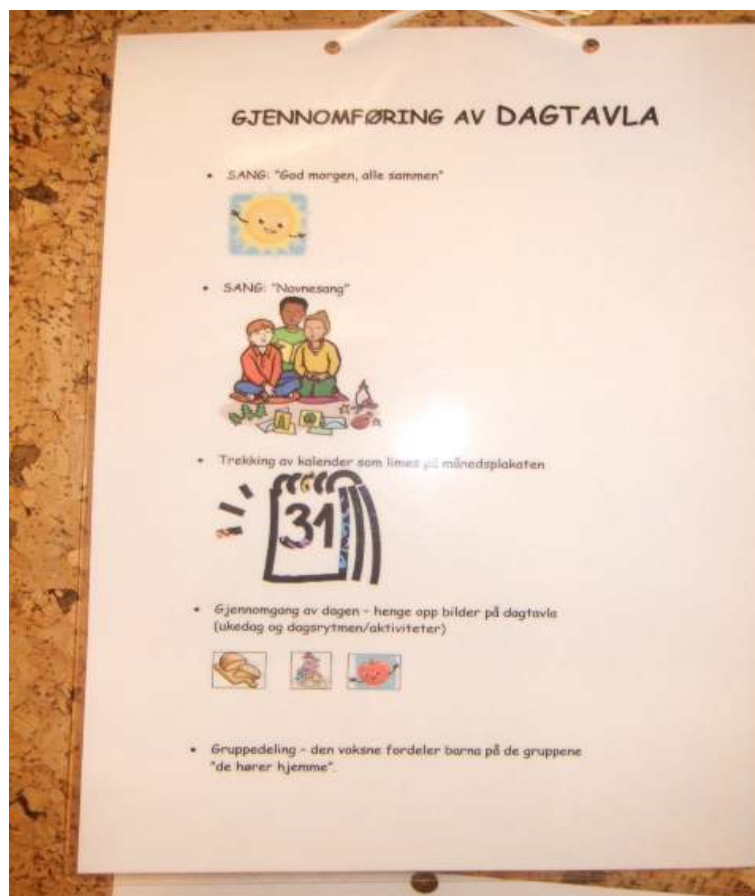 GJENNOMFØRING AV DAGTAVLA
• SANG: "God morgen, alle sammen"
• SANG: "Navnesang"
• Trekking av kalender som limes på månedsplakaten
31
• Gjennomgang av dagen - henge opp bilder på dagtavla
(ukedag og dagsrytmen/aktiviteter)
• Gruppedeling - den voksne fordeler barna på de gruppene
"de hører hjemme".